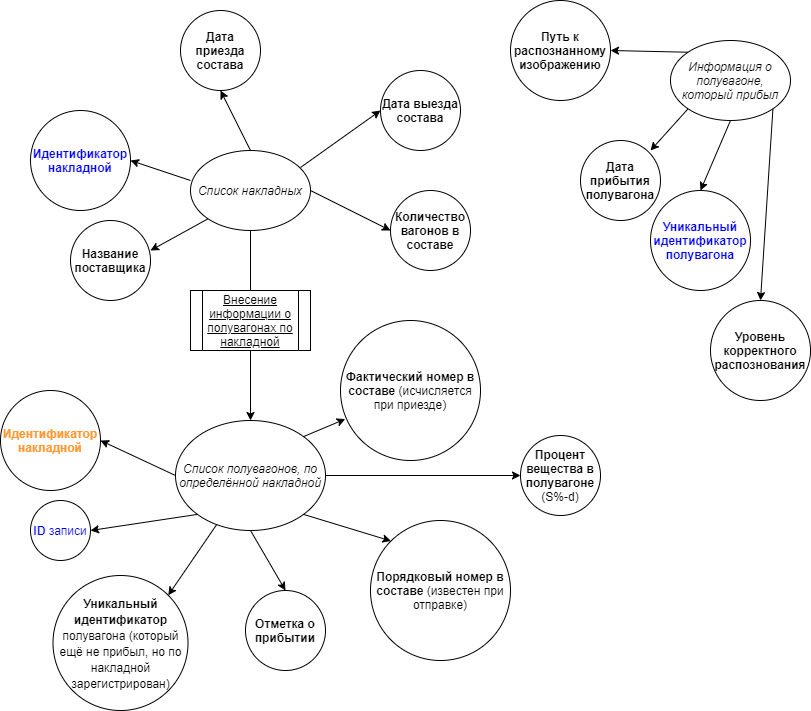 Дата
приезда
состава
Дата выезда
состава
Идентификатор
накладной
Список накладных
Название
поставщика
Количество
вагонов в
составе
Внесение
информации о
полувагонах по
накладной
Путь к
распознанному
изображению
Информация о
полувагоне,
который прибыл
Дата
прибытия
полувагона
Уникальный
идентификатор
полувагона
Уровень
корректного
распознования
Фактический номер в
составе (исчисляется
при приезде)
Идентификатор
накладной
Список полувагонов, по
определённой накладной
Процент
вещества в
полувагоне
(S%-d)
ID записи
Уникальный
идентификатор
полувагона (который
ещё не прибыл, но по
накладной
зарегистрирован)
Отметка о
прибытии
Порядковый номер в
составе (известен при
отправке)